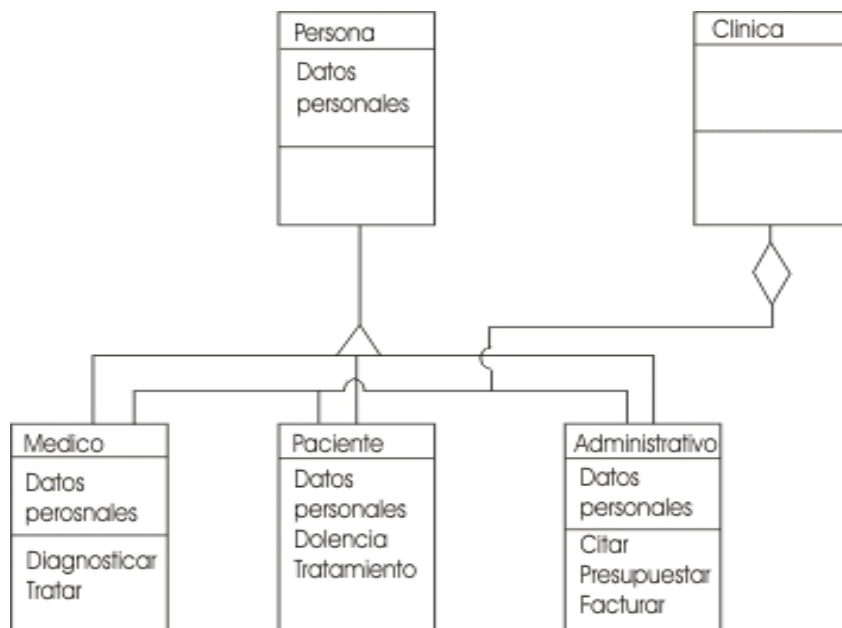 Persona
Datos
personales
Clinica
Medico
Datos
perosnales
Diagnosticar
Tratar
Paciente
Datos
personales
Dolencia
Tratamiento
Administrativo
Datos
personales
Citar
Presupuestar
Facturar